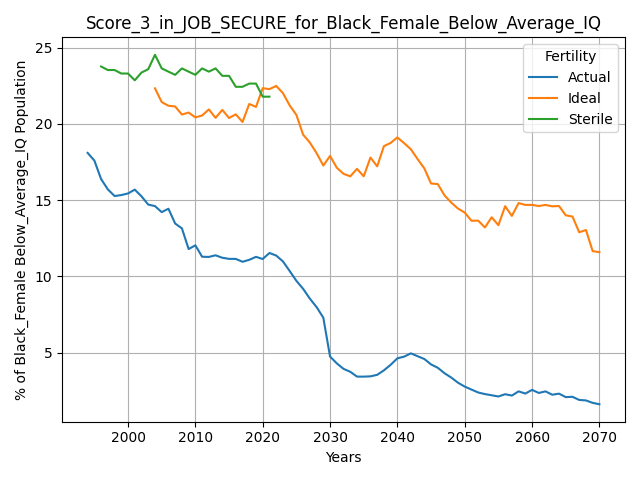 Score_3_in_JOB_SECURE_for_Black_Female_Below_Average_IQ
% of Black_Female Below_Average_IQ Population
25
20
15
10
5
Fertility
Actual
Ideal
Sterile
2000 2010 2020 2030 2040 2050 2060 2070
Years